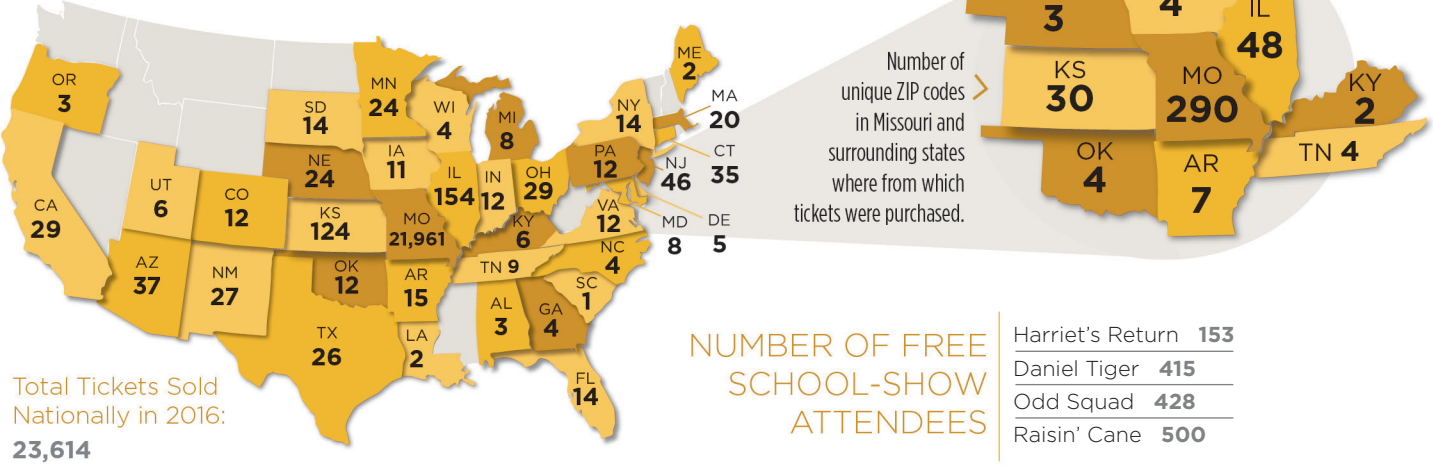 OR
3
CA
29
UT
6
AZ
37
CO
12
NM
27
SD
14
NE
24
KS
124
OK
12
TX
26
MN
24
IA
11
MO
21,961
AR
15
LA
2
WI
4
IL
154
MI
8
IN
12
OH
29
KY
6
TN 9
AL
3
GA
4
FL
14
SC
1
NC
4
VA
12
PA
12
NY
14
ME
2
MA
20
CT
35
NJ
46
DE
5
MD
8
Total Tickets Sold
Nationally in 2016:
23,614
Number of
unique ZIP codes
in Missouri and
surrounding states
where from which
tickets were purchased.
3
4
IL
48
KS
30
MO
290
KY
2
TN 4
OK
4
AR
7
NUMBER OF FREE
SCHOOL-SHOW
ATTENDEES
Harriet’s Return 153
Daniel Tiger 415
Odd Squad 428
Raisin’ Cane 500